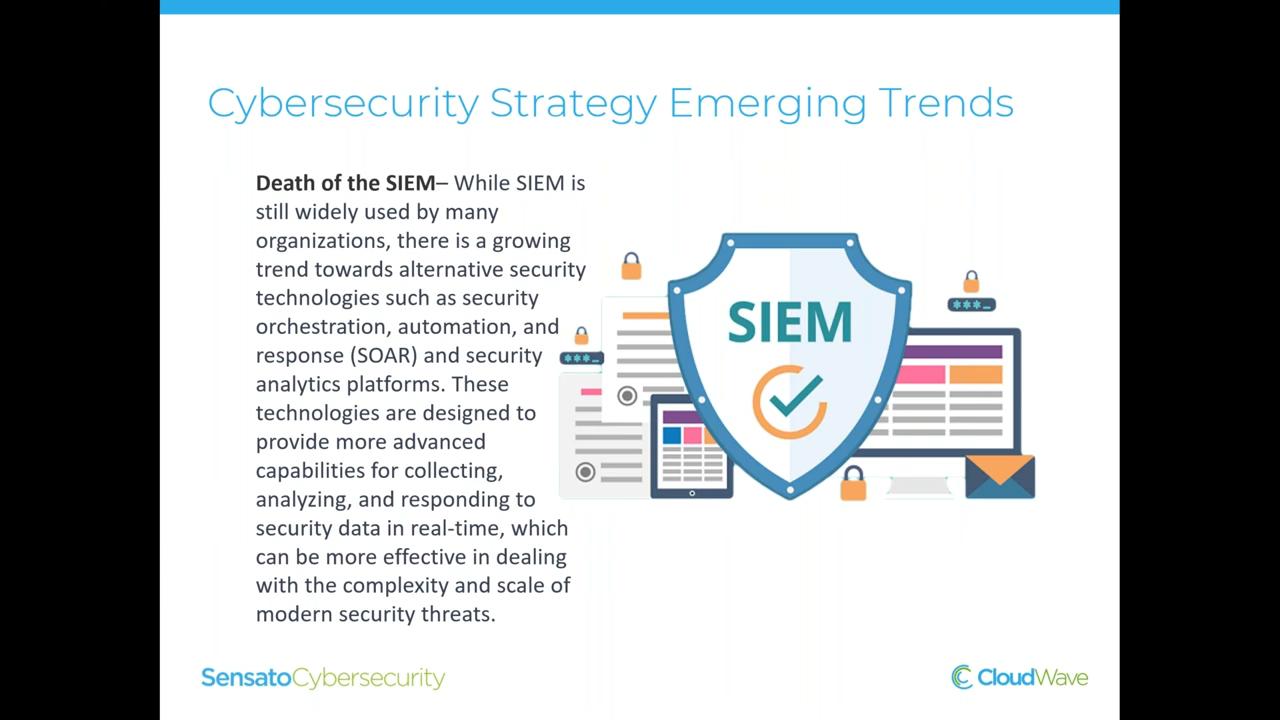 Cybersecurity Strategy Emerging Trends
Death of the SIEM– While SIEM is
still widely used by many
organizations, there is a growing
trend towards alternative security
technologies such as security
orchestration, automation, and
response (SOAR) and security
analytics platforms. These
technologies are designed to
provide more advanced
capabilities for collecting,
analyzing, and responding to
security data in real-time, which
can be more effective in dealing
with the complexity and scale of
modern security threats.
SIEM
***_
***_
SensatoCybersecurity
CloudWave